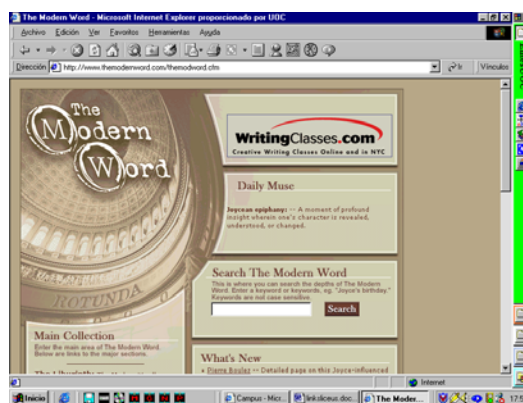 The Modern Word - Microsoft Internet Explorer proporcionado por UOC
Archivo Edición Ver Favoritos Herramientas Ayuda
Dirección http://www.themodernword.com/themodword.cfm Ir Vínculos
The
Modern
Word
ROTUNDA
WritingClasses.com
Creative Writing Classes Online and in NYC
Daily Muse
Joycean epiphany: -- A moment of profound
insight wherein one's character is revealed,
understood, or changed.
Search The Modern Word
This is where you can search the depths of The Modern
Word. Enter a keyword or keywords, eg. "Joyce's birthday."
Keywords are not case sensitive.
Search
Main Collection
Enter the main area of The Modern Word.
Below are links to the major sections.
What's New
Pierre Boulez -- Detailed page on this Joyce-influenced
Internet
Inicio
Campus - Micr...
linksliceus doc...
The Moder...